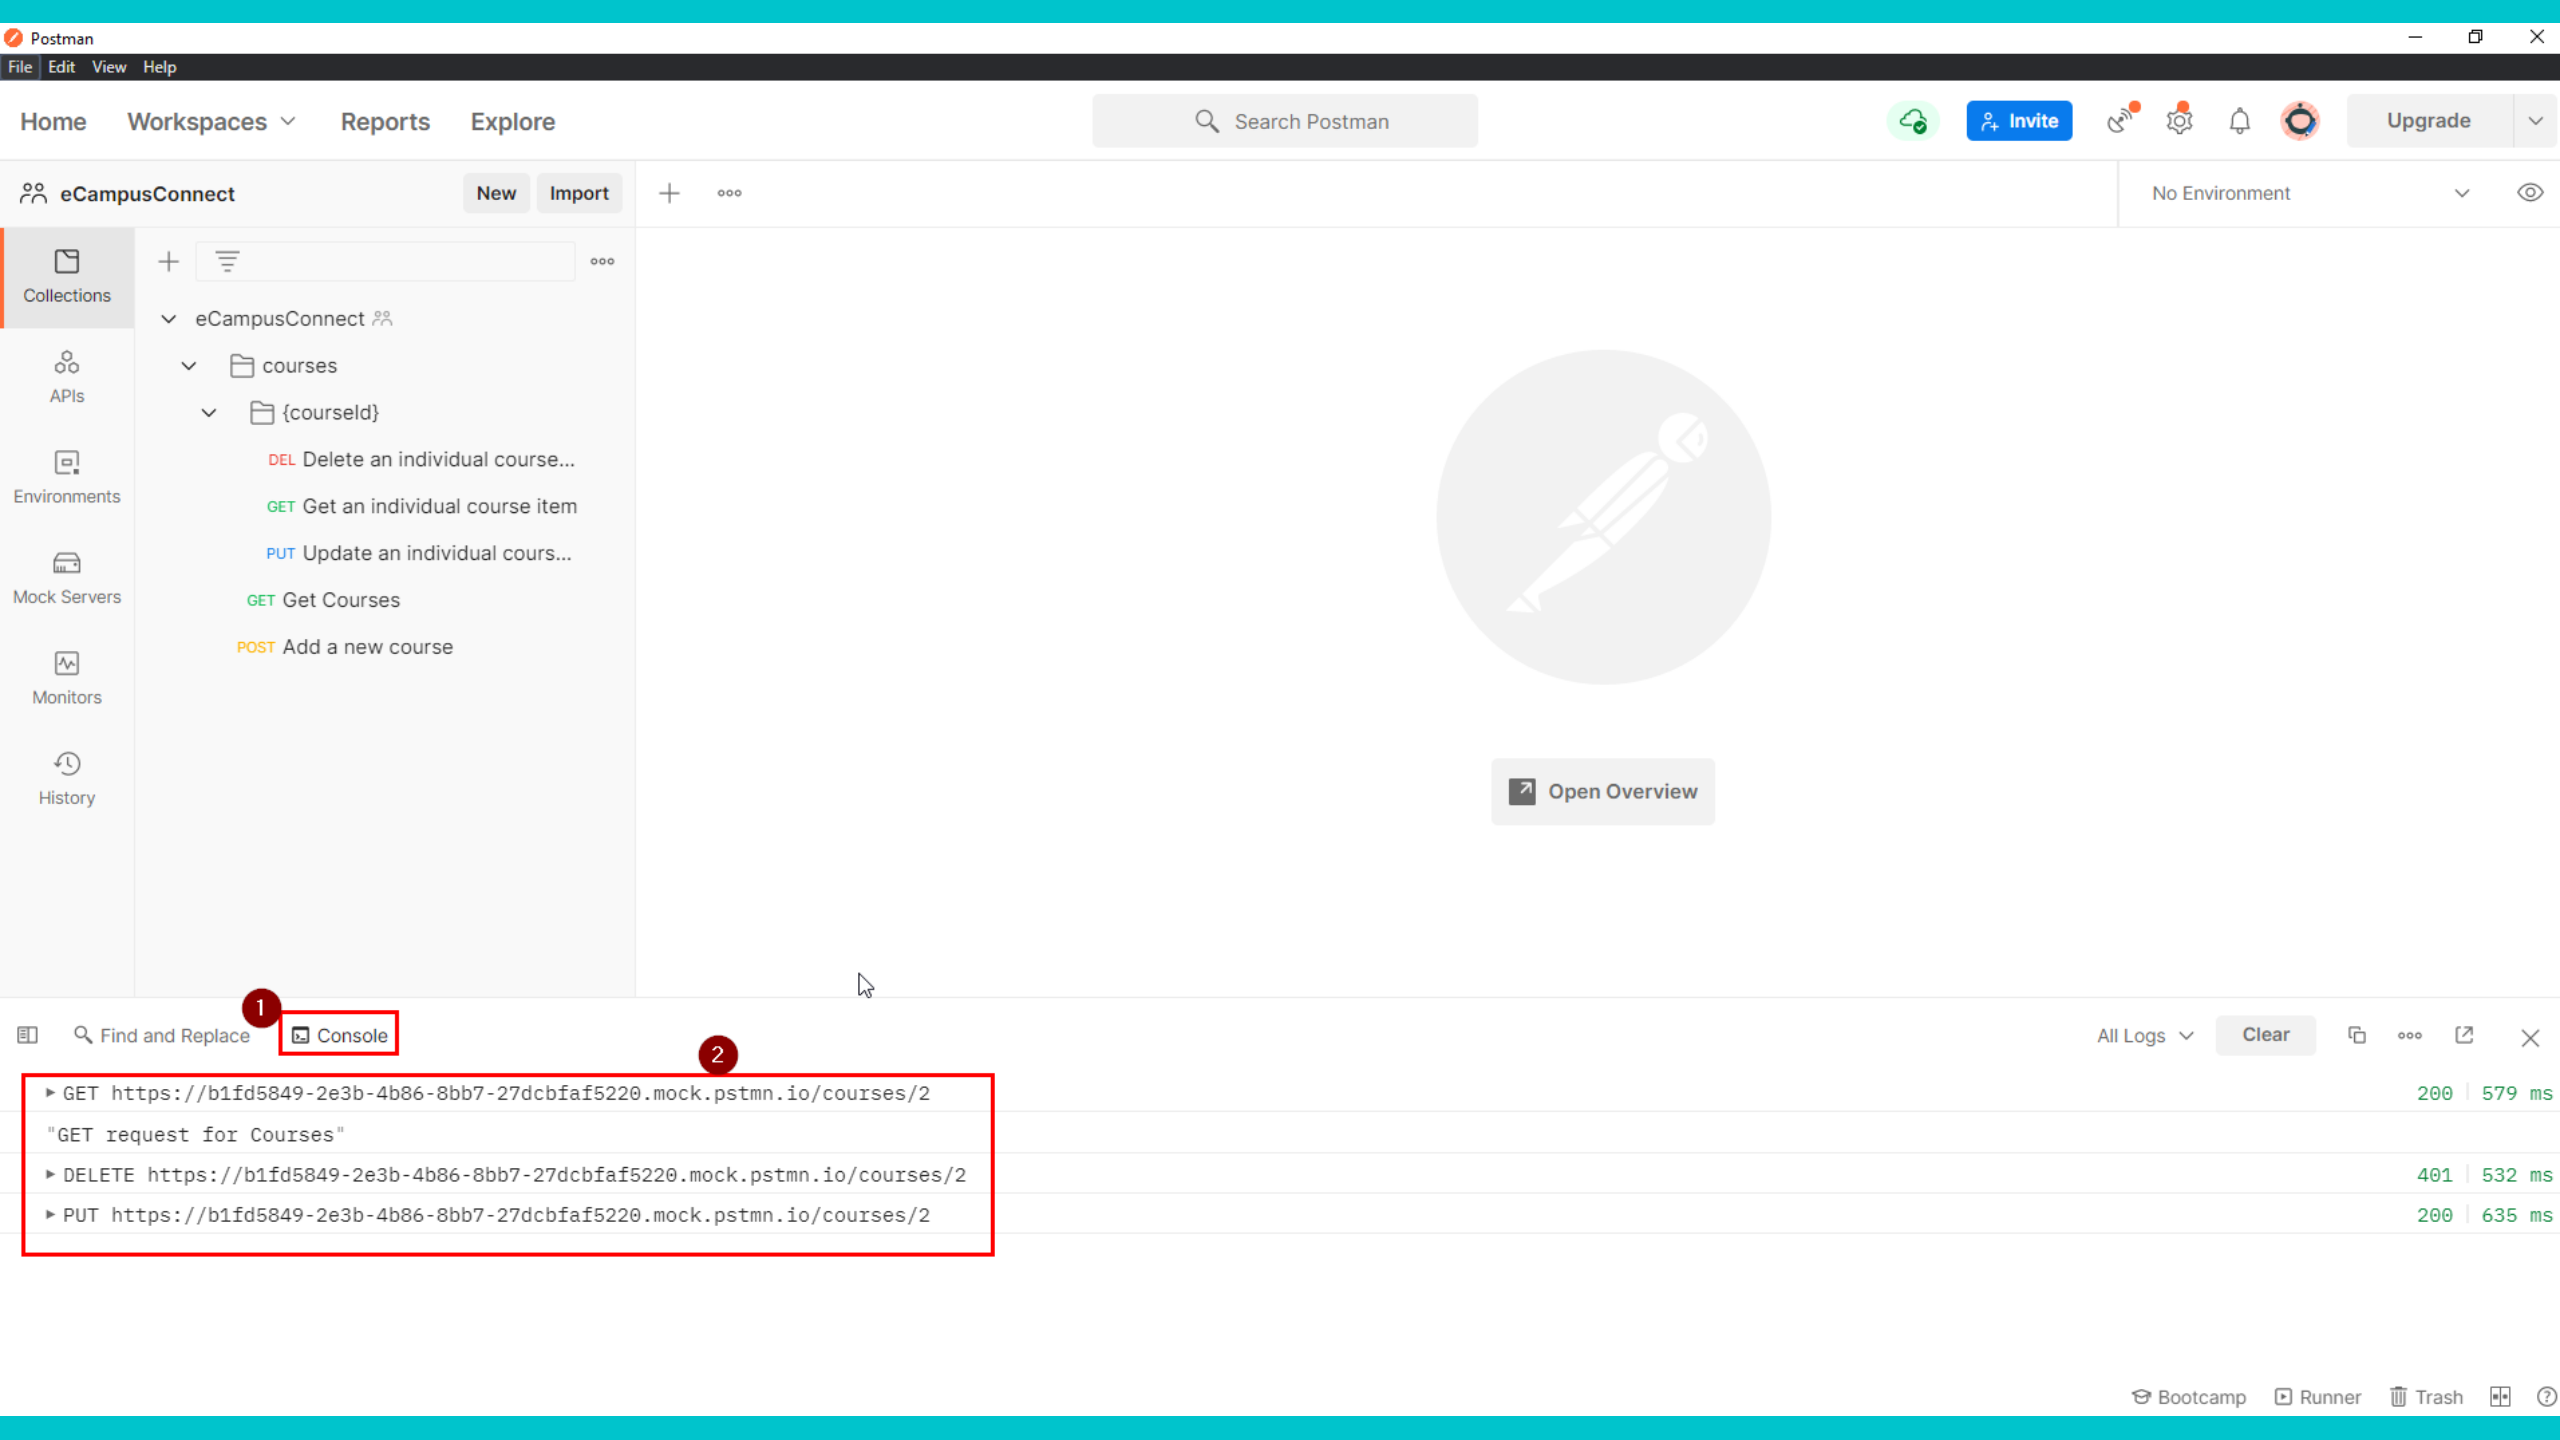 Postman
File Edit View Help
Home Workspaces Reports Explore Search Postman Invite Upgrade
eCampusConnect New Import No Environment
Collections
eCampusConnect
courses
APIs
{courseId}
DEL Delete an individual course...
Environments
GET Get an individual course item
PUT Update an individual cours...
Mock Servers
GET Get Courses
POST Add a new course
Monitors
History
Open Overview
1
Find and Replace Console All Logs Clear
2
GET https://b1fd5849-2e3b-4b86-8bb7-27dcbfaf5220.mock.pstmn.io/courses/2 200 579 ms
"GET request for Courses"
DELETE https://b1fd5849-2e3b-4b86-8bb7-27dcbfaf5220.mock.pstmn.io/courses/2 401 532 ms
PUT https://b1fd5849-2e3b-4b86-8bb7-27dcbfaf5220.mock.pstmn.io/courses/2 200 635 ms
Bootcamp Runner Trash